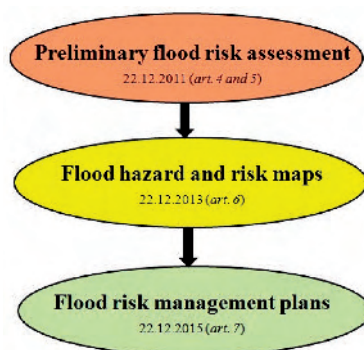 Preliminary flood risk assessment
22.12.2011 (art. 4 and 5)
Flood hazard and risk maps
22.12.2013 (art. 6)
Flood risk management plans
22.12.2015 (art. 7)